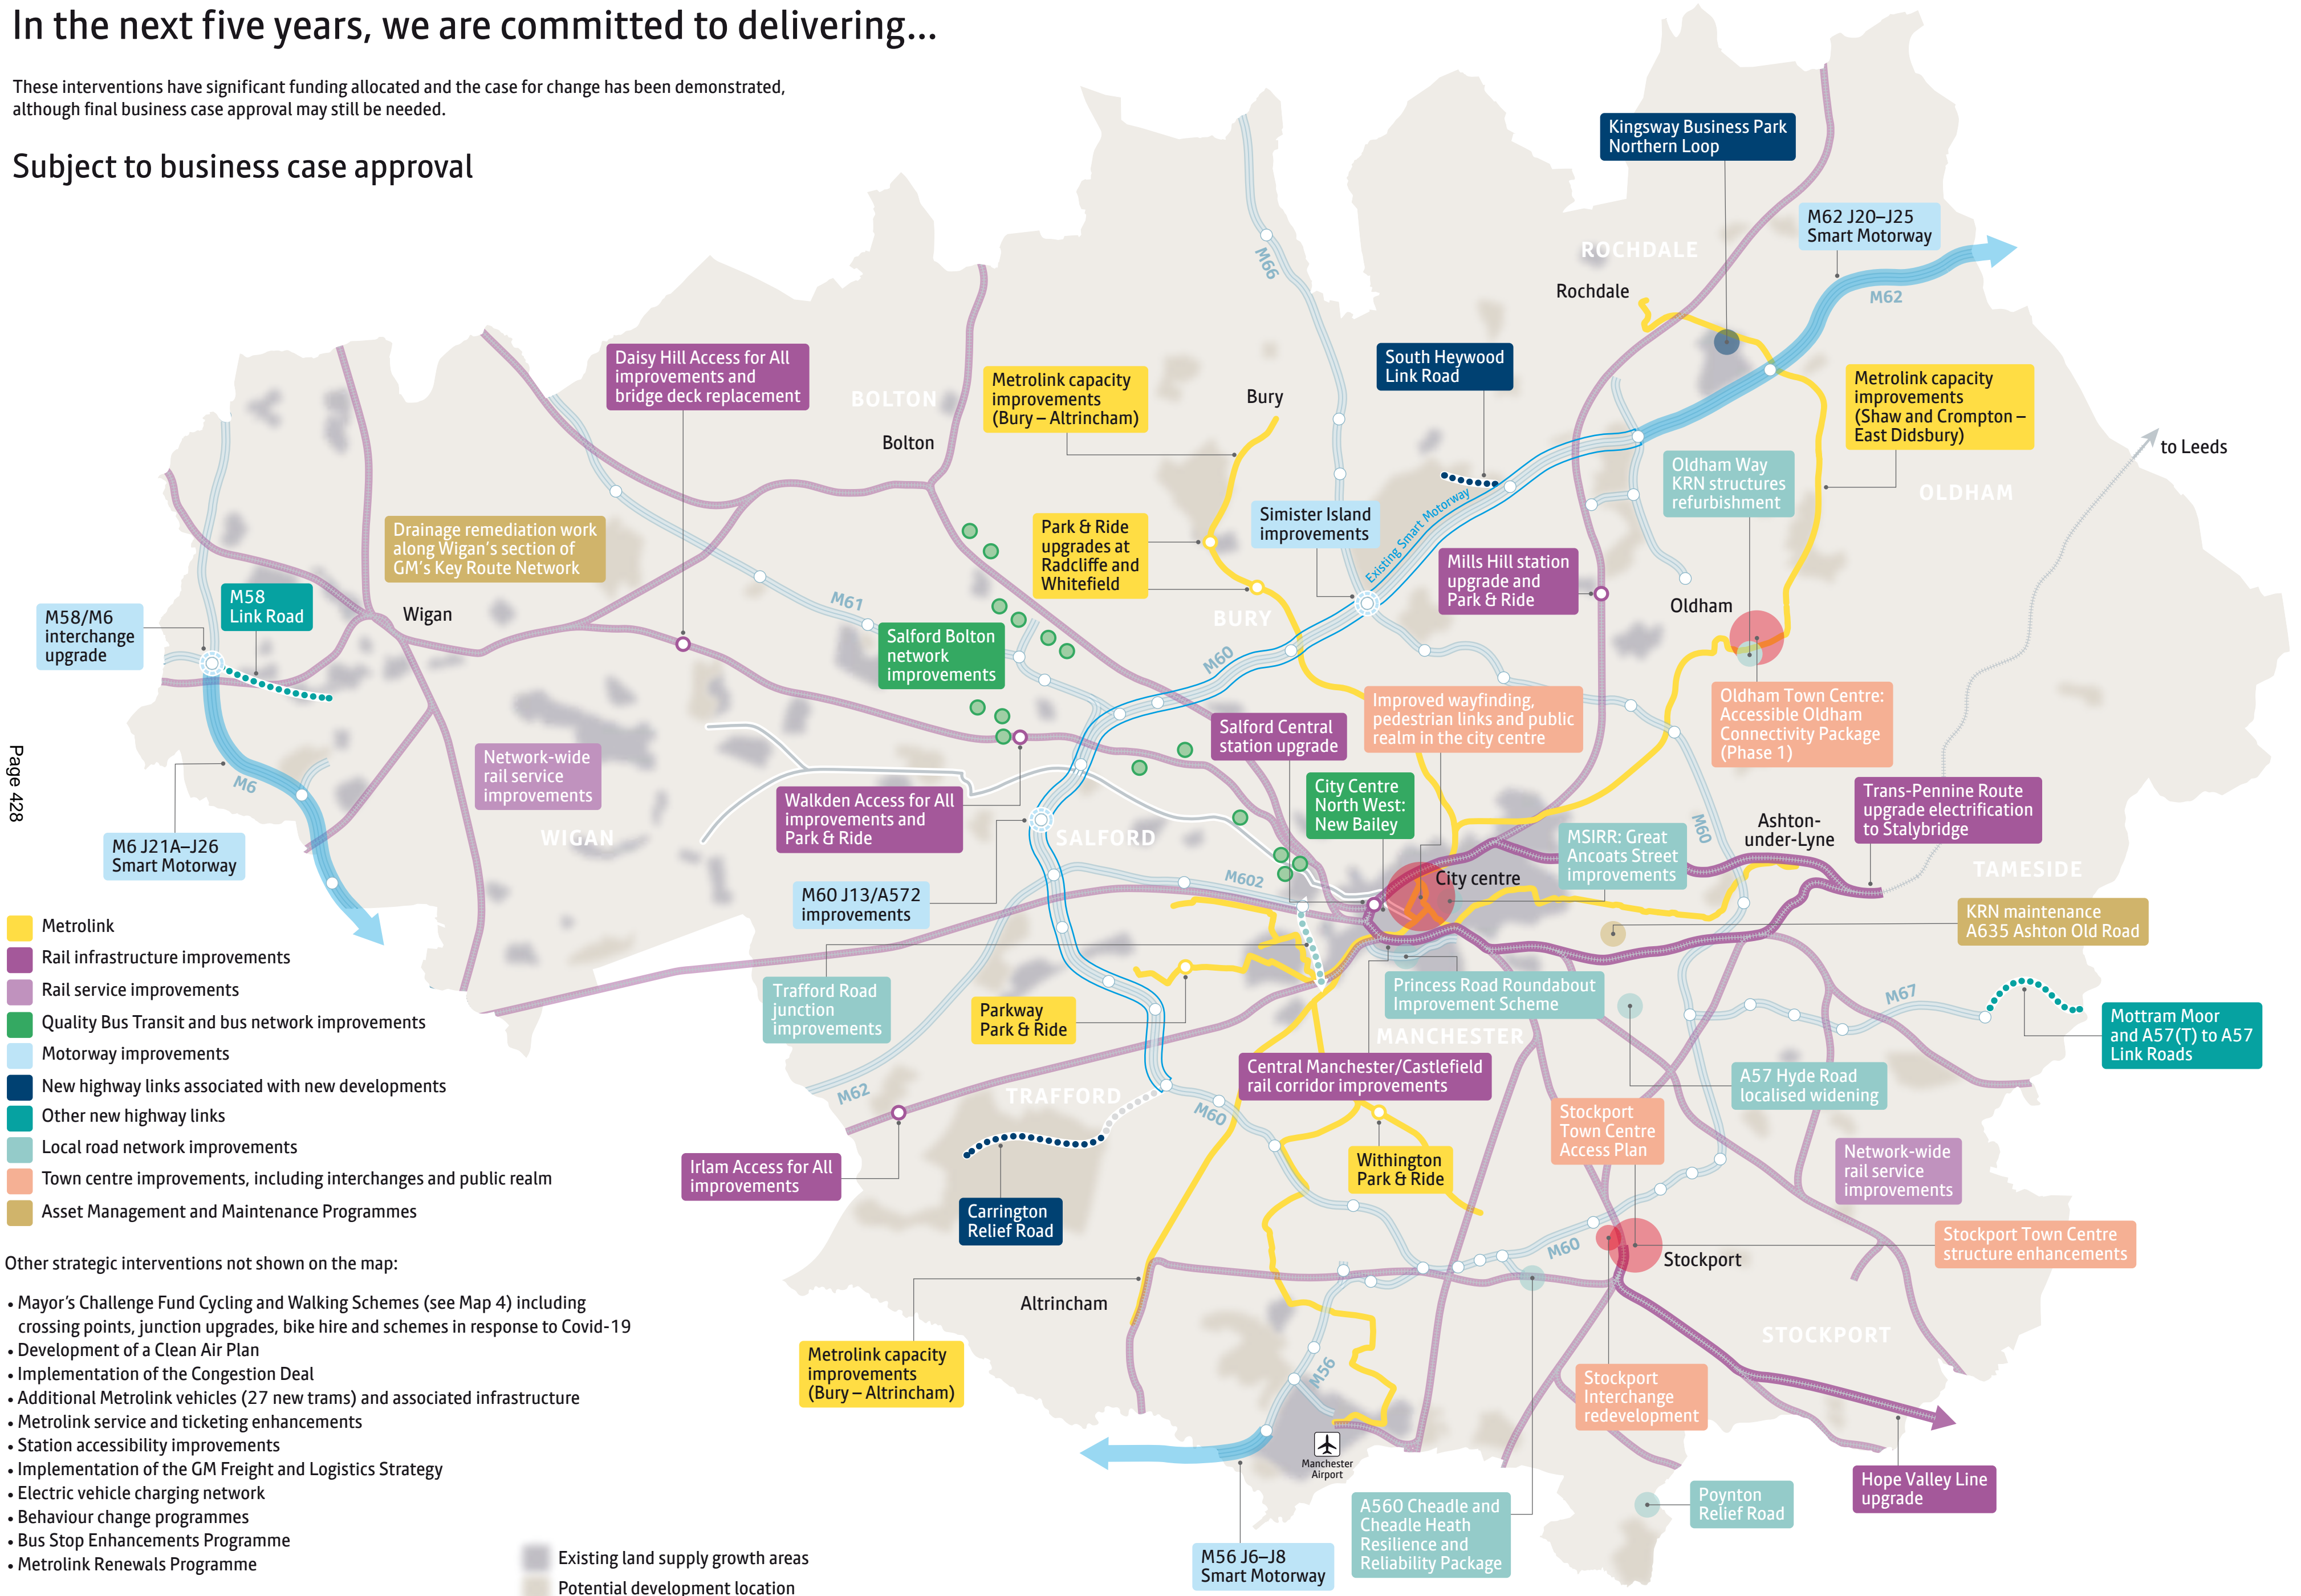 In the next five years, we are committed to delivering...
These interventions have significant funding allocated and the case for change has been demonstrated,
although final business case approval may still be needed.
Subject to business case approval
Kingsway Business Park
Northern Loop
M62 J20–J25
Smart Motorway
ROCHDALE
Rochdale
M66
M62
Daisy Hill Access for All
improvements and
bridge deck replacement
BOLTON
Bolton
Metrolink capacity
improvements
(Bury – Altrincham)
Bury
South Heywood
Link Road
Metrolink capacity
improvements
(Shaw and Crompton –
East Didsbury)
to Leeds
Oldham Way
KRN structures
refurbishment
OLDHAM
Drainage remediation work
along Wigan's section of
GM's Key Route Network
Park & Ride
upgrades at
Radcliffe and
Whitefield
Simister Island
improvements
Existing Smart Motorway
Mills Hill station
upgrade and
Park & Ride
Oldham
M58/M6
interchange
upgrade
M58
Link Road
Wigan
M61
BURY
Salford Bolton
network
improvements
M60
Oldham Town Centre:
Accessible Oldham
Connectivity Package
(Phase 1)
Improved wayfinding,
pedestrian links and public
realm in the city centre
Salford Central
station upgrade
Network-wide
rail service
improvements
M6
WIGAN
Walkden Access for All
improvements and
Park & Ride
SALFORD
City Centre
North West:
New Bailey
MSIRR: Great
Ancoats Street
improvements
M60
Ashton-
under-Lyne
Trans-Pennine Route
upgrade electrification
to Stalybridge
TAMESIDE
M6 J21A–J26
Smart Motorway
M60 J13/A572
improvements
M602
City centre
KRN maintenance
A635 Ashton Old Road
Trafford Road
junction
improvements
Parkway
Park & Ride
Princess Road Roundabout
Improvement Scheme
MANCHESTER
M67
Mottram Moor
and A57(T) to A57
Link Roads
M62
TRAFFORD
M60
Central Manchester/Castlefield
rail corridor improvements
A57 Hyde Road
localised widening
Stockport
Town Centre
Access Plan
Network-wide
rail service
improvements
Irlam Access for All
improvements
Carrington
Relief Road
Withington
Park & Ride
M60
Stockport
Stockport Town Centre
structure enhancements
Altrincham
STOCKPORT
Metrolink capacity
improvements
(Bury – Altrincham)
M56
Stockport
Interchange
redevelopment
Manchester
Airport
Hope Valley Line
upgrade
Poynton
Relief Road
A560 Cheadle and
Cheadle Heath
Resilience and
Reliability Package
M56 J6–J8
Smart Motorway
Page 428
Metrolink
Rail infrastructure improvements
Rail service improvements
Quality Bus Transit and bus network improvements
Motorway improvements
New highway links associated with new developments
Other new highway links
Local road network improvements
Town centre improvements, including interchanges and public realm
Asset Management and Maintenance Programmes
Other strategic interventions not shown on the map:
• Mayor's Challenge Fund Cycling and Walking Schemes (see Map 4) including
crossing points, junction upgrades, bike hire and schemes in response to Covid-19
• Development of a Clean Air Plan
• Implementation of the Congestion Deal
• Additional Metrolink vehicles (27 new trams) and associated infrastructure
• Metrolink service and ticketing enhancements
• Station accessibility improvements
• Implementation of the GM Freight and Logistics Strategy
• Electric vehicle charging network
• Behaviour change programmes
• Bus Stop Enhancements Programme
• Metrolink Renewals Programme
Existing land supply growth areas
Potential development location